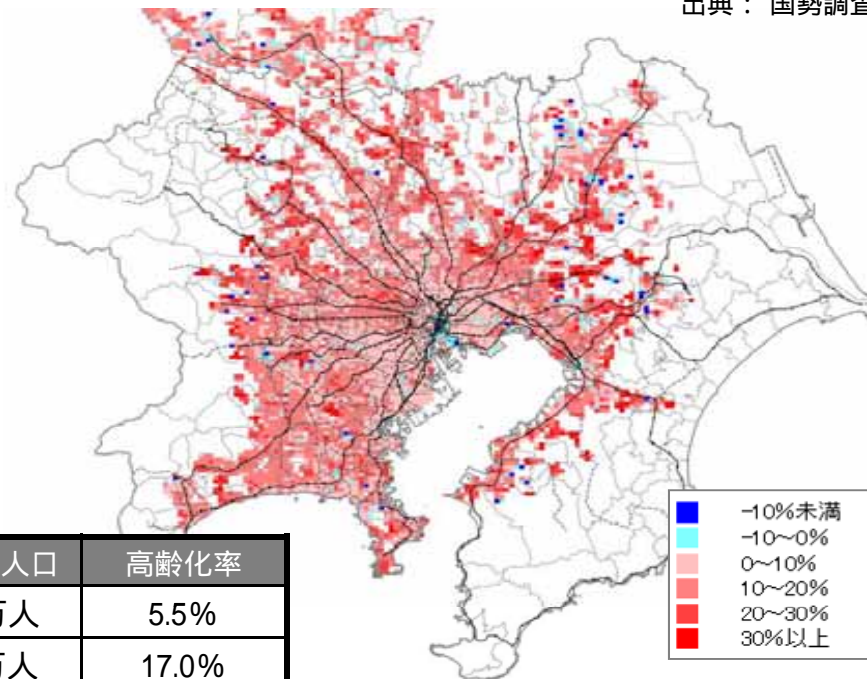 出典： 国勢調査
-10%未満
-10～0%
0～10%
10～20%
20～30%
30%以上
人口 高齢化率
万人 5.5%
万人 17.0%